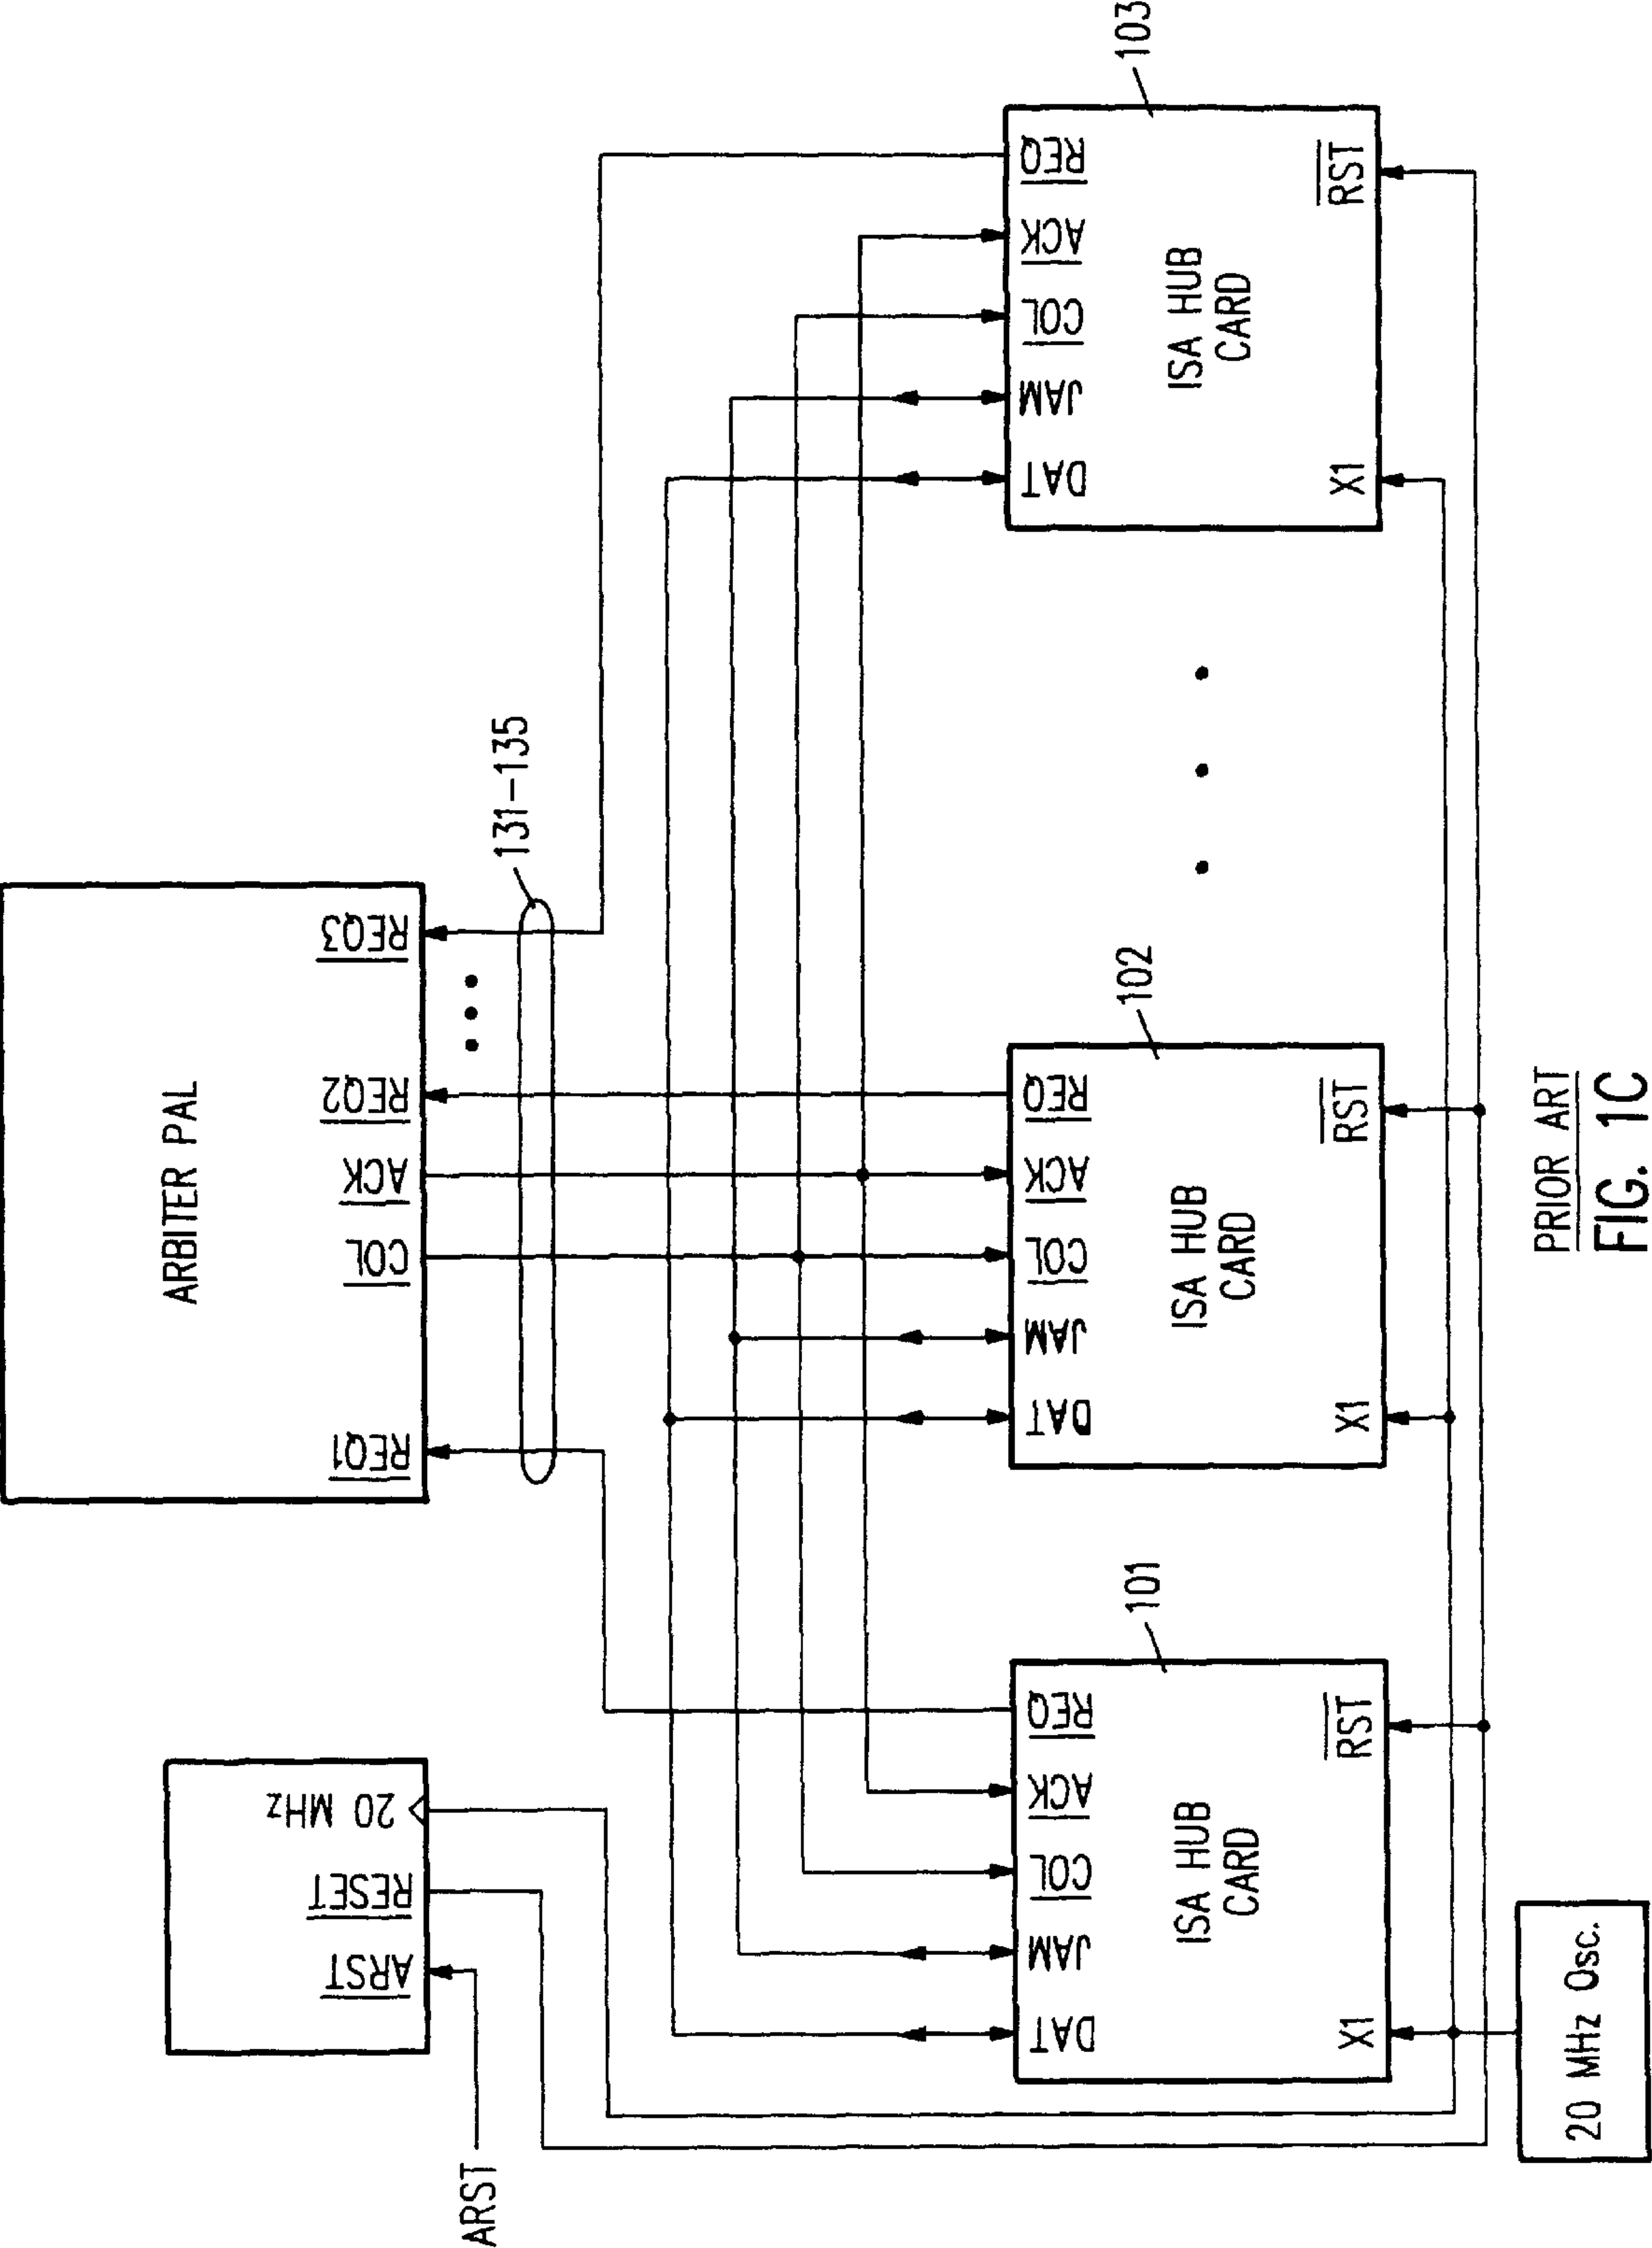 ARBITER PAL
REQ1
COL
ACK
REQ2
REQ3
131-135
ARST
ARST
RESET
20 MHz
101
DAT
JAM
COL
ACK
REQ
ISA HUB
CARD
X1
RST
102
DAT
JAM
COL
ACK
REQ
ISA HUB
CARD
X1
RST
103
DAT
JAM
COL
ACK
REQ
ISA HUB
CARD
X1
RST
20 MHz Osc.
PRIOR ART
FIG. 1C